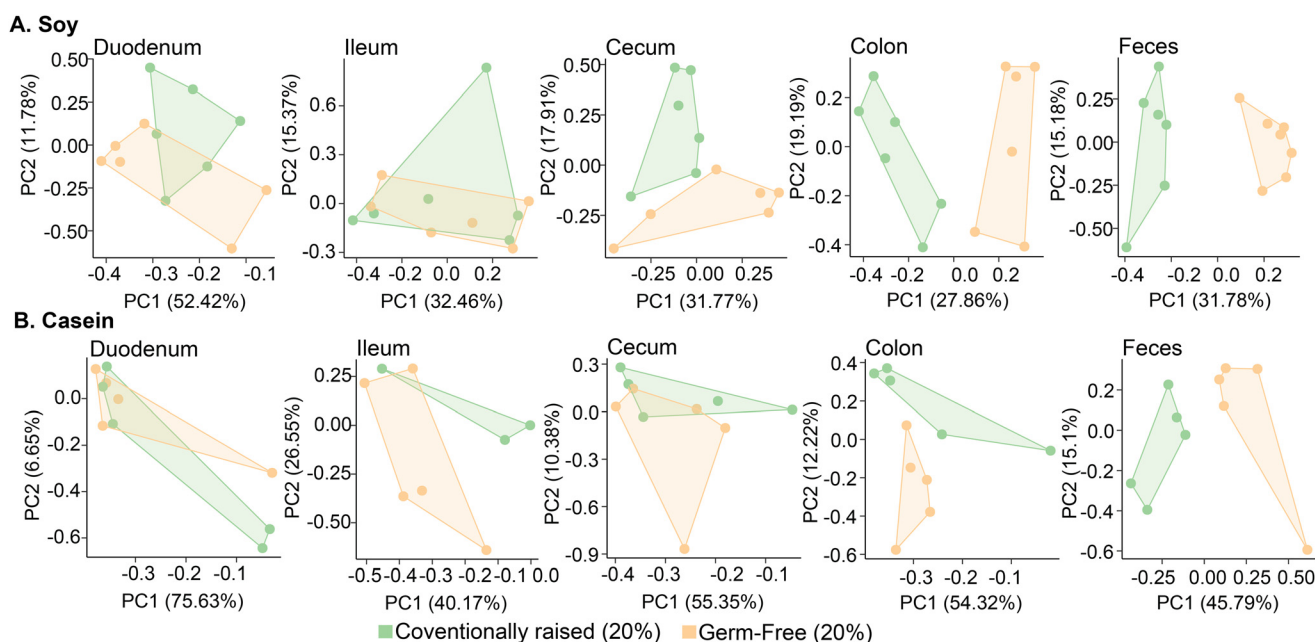 A. Soy
Duodenum
Ileum
Cecum
Colon
Feces
PC2 (11.78%)
0.50
0.25
0.00
-0.25
-0.50
-0.4 -0.3 -0.2 -0.1
PC1 (52.42%)
PC2 (15.37%)
0.6
0.3
0.0
-0.3
-0.4 -0.2 0.0 0.2
PC1 (32.46%)
PC2 (17.91%)
0.50
0.25
0.00
-0.25
-0.25 0.00 0.25
PC1 (31.77%)
PC2 (19.19%)
0.2
0.0
-0.2
-0.4
-0.4 -0.2 0.0 0.2
PC1 (27.86%)
PC2 (15.18%)
0.25
0.00
-0.25
-0.50
-0.4 -0.2 0.0 0.2
PC1 (31.78%)
B. Casein
Duodenum
Ileum
Cecum
Colon
Feces
PC2 (6.65%)
0.0
-0.2
-0.4
-0.6
-0.3 -0.2 -0.1
PC1 (75.63%)
PC2 (26.55%)
0.25
0.00
-0.25
-0.50
-0.5 -0.4 -0.3 -0.2 -0.1 0.0
PC1 (40.17%)
PC2 (10.38%)
0.3
0.0
-0.3
-0.6
-0.9
-0.4 -0.3 -0.2 -0.1
PC1 (55.35%)
PC2 (12.22%)
0.4
0.2
0.0
-0.2
-0.4
-0.6
-0.3 -0.2 -0.1
PC1 (54.32%)
PC2 (15.1%)
0.2
0.0
-0.2
-0.4
-0.6
-0.25 0.00 0.25 0.50
PC1 (45.79%)
Coventionally raised (20%) Germ-Free (20%)